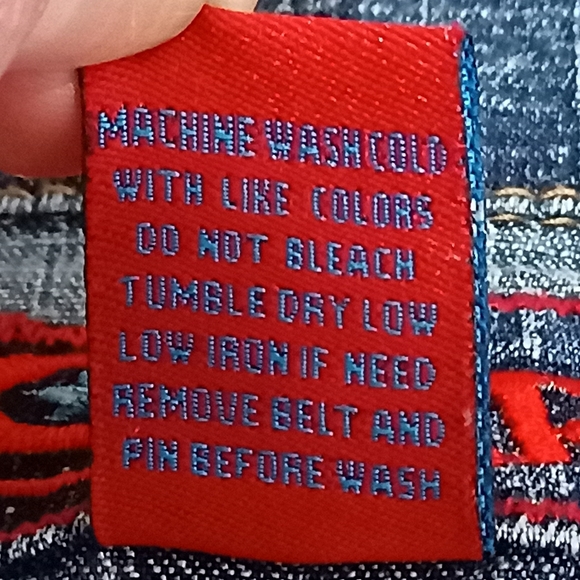 MACHINE WASH COLD
WITH LIKE COLORS
DO NOT BLEACH
TUMBLE DRY LOW
LOW IRON IF NEED
REMOVE BELT AND
PIN BEFORE WASH